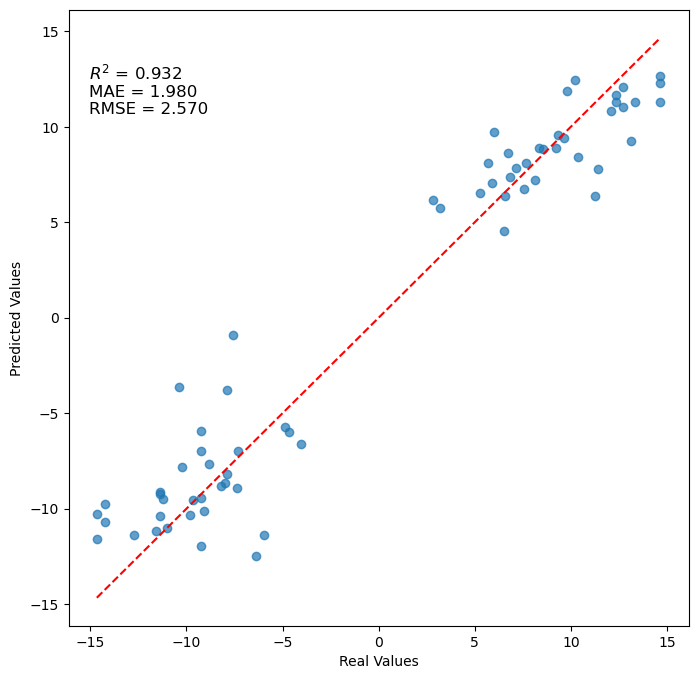 R² = 0.932
MAE = 1.980
RMSE = 2.570
15
10
5
0
−5
−10
−15
Predicted Values
−15 −10 −5 0 5 10 15
Real Values